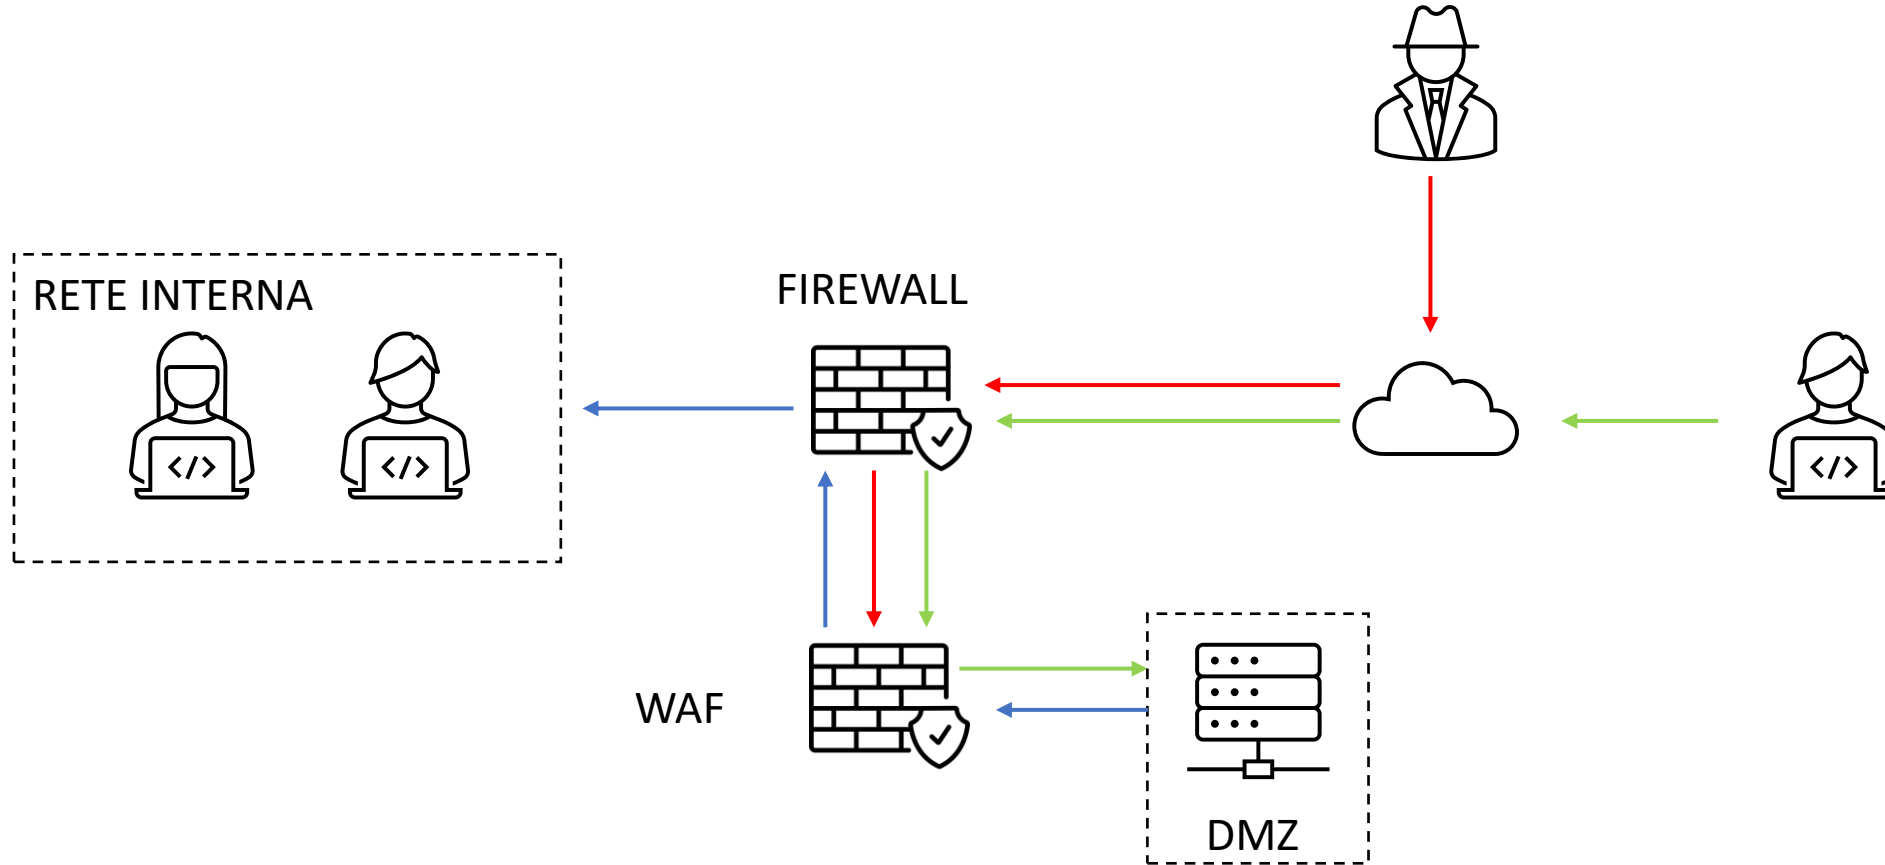 RETE INTERNA
FIREWALL
</>
</>
</>
WAF
DMZ